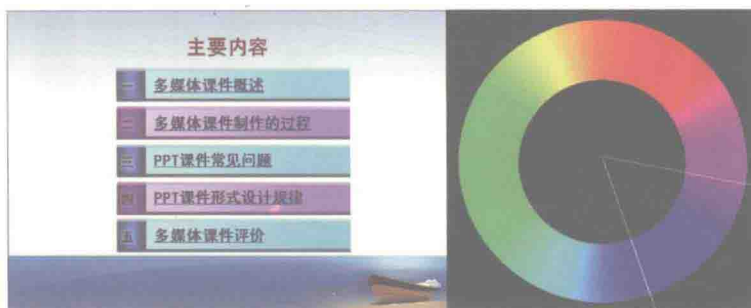 主要内容
一 多媒体课件概述
二 多媒体课件制作的过程
三 PPT课件常见问题
四 PPT课件形式设计规律
五 多媒体课件评价